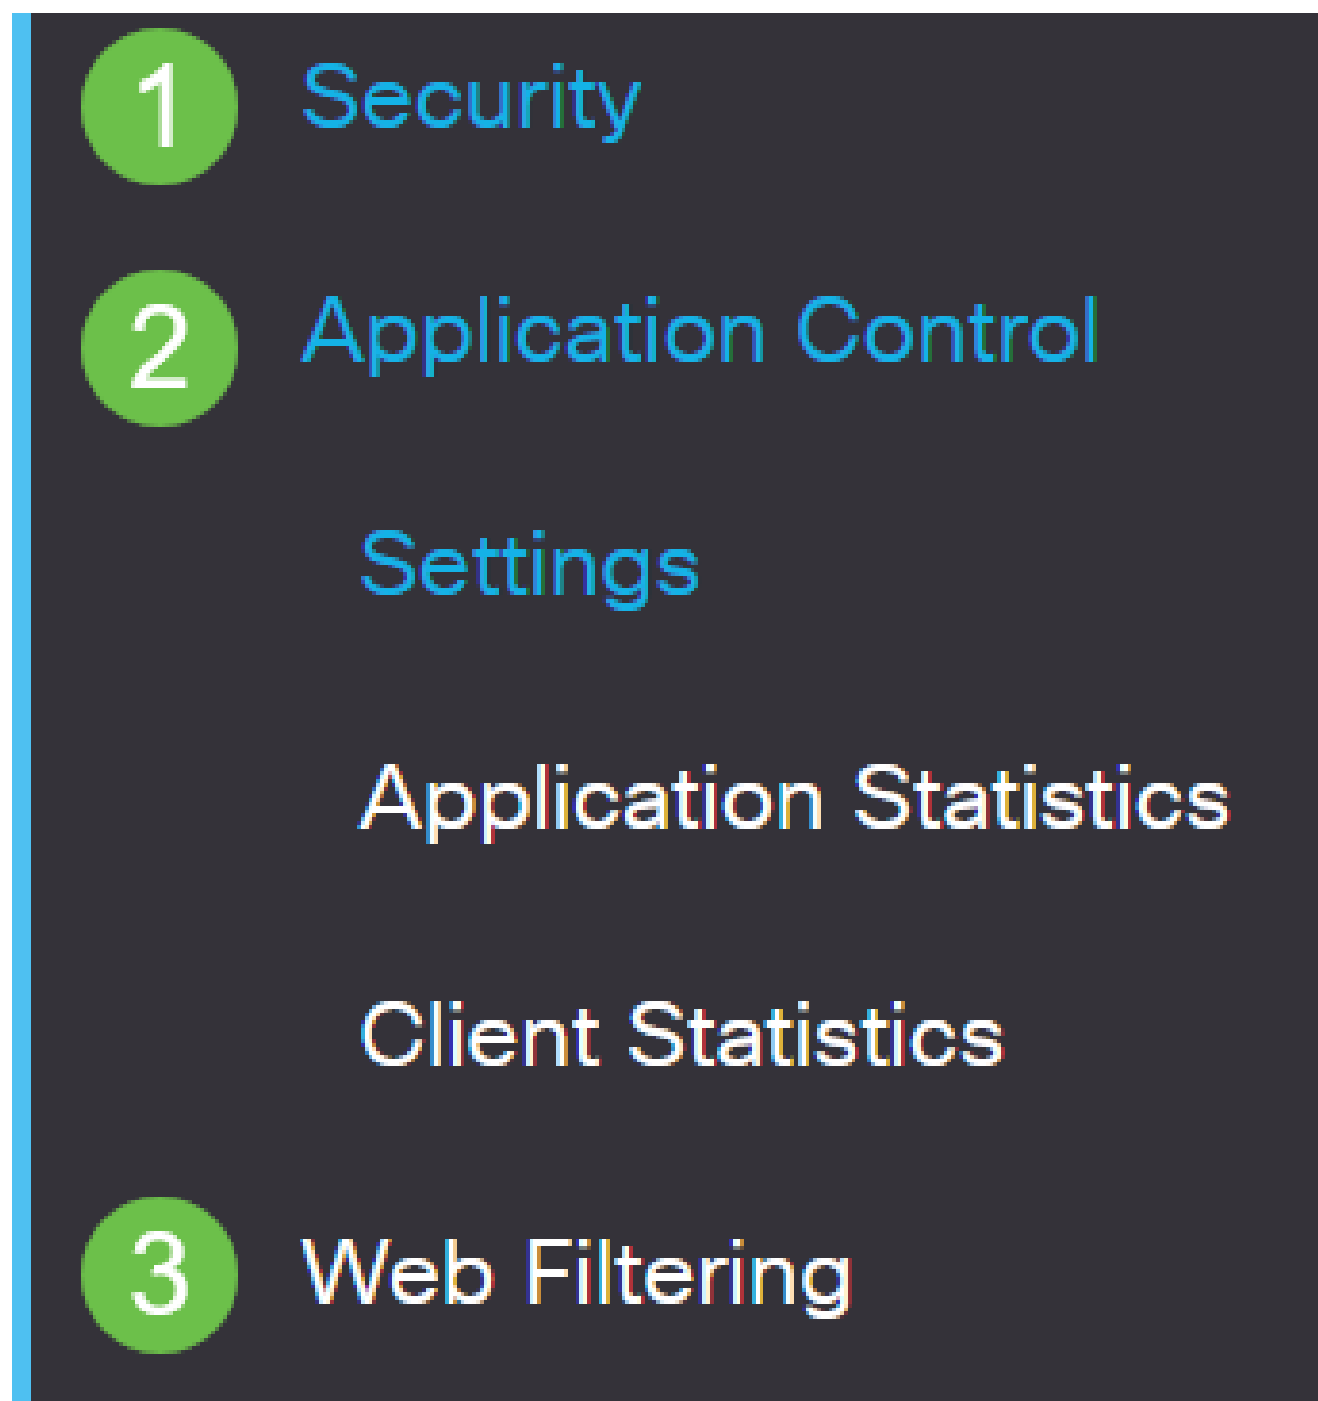 1 Security
2 Application Control
Settings
Application Statistics
Client Statistics
3 Web Filtering